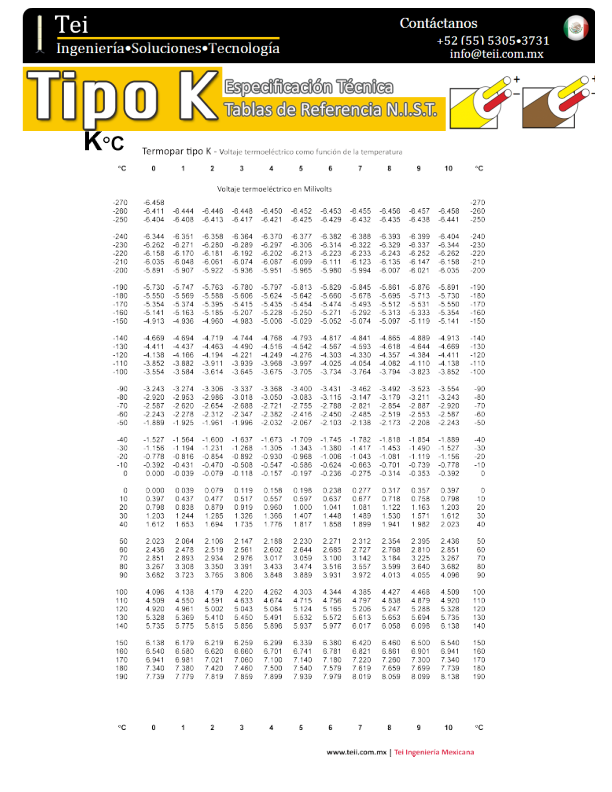 Tei
Ingeniería•Soluciones•Tecnología
Contáctanos
+52 (55) 5305•3731
info@teii.com.mx
Tipo K
Especificación Técnica
Tablas de Referencia N.I.S.T.
+
-
+
-
K°C
Termopar tipo K - Voltaje termoeléctrico como función de la temperatura
°C 0 1 2 3 4 5 6 7 8 9 10 °C
Voltaje termoeléctrico en Milivolts
-270 -6.458 -270
-260 -6.411 -6.444 -6.446 -6.448 -6.450 -6.452 -6.453 -6.455 -6.456 -6.457 -6.458 -260
-250 -6.404 -6.408 -6.413 -6.417 -6.421 -6.425 -6.429 -6.432 -6.435 -6.438 -6.441 -250
-240 -6.344 -6.351 -6.358 -6.364 -6.370 -6.377 -6.382 -6.388 -6.393 -6.399 -6.404 -240
-230 -6.262 -6.271 -6.280 -6.289 -6.297 -6.306 -6.314 -6.322 -6.329 -6.337 -6.344 -230
-220 -6.158 -6.170 -6.181 -6.192 -6.202 -6.213 -6.223 -6.233 -6.243 -6.252 -6.262 -220
-210 -6.035 -6.048 -6.061 -6.074 -6.087 -6.099 -6.111 -6.123 -6.135 -6.147 -6.158 -210
-200 -5.891 -5.907 -5.922 -5.936 -5.951 -5.965 -5.980 -5.994 -6.007 -6.021 -6.035 -200
-190 -5.730 -5.747 -5.763 -5.780 -5.797 -5.813 -5.829 -5.845 -5.861 -5.876 -5.891 -190
-180 -5.550 -5.569 -5.588 -5.606 -5.624 -5.642 -5.660 -5.678 -5.695 -5.713 -5.730 -180
-170 -5.354 -5.374 -5.395 -5.415 -5.435 -5.454 -5.474 -5.493 -5.512 -5.531 -5.550 -170
-160 -5.141 -5.163 -5.185 -5.207 -5.228 -5.250 -5.271 -5.292 -5.313 -5.333 -5.354 -160
-150 -4.913 -4.936 -4.960 -4.983 -5.006 -5.029 -5.052 -5.074 -5.097 -5.119 -5.141 -150
-140 -4.669 -4.694 -4.719 -4.744 -4.768 -4.793 -4.817 -4.841 -4.865 -4.889 -4.913 -140
-130 -4.411 -4.437 -4.463 -4.490 -4.516 -4.542 -4.567 -4.593 -4.618 -4.644 -4.669 -130
-120 -4.138 -4.166 -4.194 -4.221 -4.249 -4.276 -4.303 -4.330 -4.357 -4.384 -4.411 -120
-110 -3.852 -3.882 -3.911 -3.939 -3.968 -3.997 -4.025 -4.054 -4.082 -4.110 -4.138 -110
-100 -3.554 -3.584 -3.614 -3.645 -3.675 -3.705 -3.734 -3.764 -3.794 -3.823 -3.852 -100
-90 -3.243 -3.274 -3.306 -3.337 -3.368 -3.400 -3.431 -3.462 -3.492 -3.523 -3.554 -90
-80 -2.920 -2.953 -2.986 -3.018 -3.050 -3.083 -3.115 -3.147 -3.179 -3.211 -3.243 -80
-70 -2.587 -2.620 -2.654 -2.688 -2.721 -2.755 -2.788 -2.821 -2.854 -2.887 -2.920 -70
-60 -2.243 -2.278 -2.312 -2.347 -2.382 -2.416 -2.450 -2.485 -2.519 -2.553 -2.587 -60
-50 -1.889 -1.925 -1.961 -1.996 -2.032 -2.067 -2.103 -2.138 -2.173 -2.208 -2.243 -50
-40 -1.527 -1.564 -1.600 -1.637 -1.673 -1.709 -1.745 -1.782 -1.818 -1.854 -1.889 -40
-30 -1.156 -1.194 -1.231 -1.268 -1.305 -1.343 -1.380 -1.417 -1.453 -1.490 -1.527 -30
-20 -0.778 -0.816 -0.854 -0.892 -0.930 -0.968 -1.006 -1.043 -1.081 -1.119 -1.156 -20
-10 -0.392 -0.431 -0.470 -0.508 -0.547 -0.586 -0.624 -0.663 -0.701 -0.739 -0.778 -10
0 0.000 -0.039 -0.079 -0.118 -0.157 -0.197 -0.236 -0.275 -0.314 -0.353 -0.392 0
0 0.000 0.039 0.079 0.119 0.158 0.198 0.238 0.277 0.317 0.357 0.397 0
10 0.397 0.437 0.477 0.517 0.557 0.597 0.637 0.677 0.718 0.758 0.798 10
20 0.798 0.838 0.879 0.919 0.960 1.000 1.041 1.081 1.122 1.163 1.203 20
30 1.203 1.244 1.285 1.326 1.366 1.407 1.448 1.489 1.530 1.571 1.612 30
40 1.612 1.653 1.694 1.735 1.776 1.817 1.858 1.899 1.941 1.982 2.023 40
50 2.023 2.064 2.106 2.147 2.188 2.230 2.271 2.312 2.354 2.395 2.436 50
60 2.436 2.478 2.519 2.561 2.602 2.644 2.685 2.727 2.768 2.810 2.851 60
70 2.851 2.893 2.934 2.976 3.017 3.059 3.100 3.142 3.184 3.225 3.267 70
80 3.267 3.308 3.350 3.391 3.433 3.474 3.516 3.557 3.599 3.640 3.682 80
90 3.682 3.723 3.765 3.806 3.848 3.889 3.931 3.972 4.013 4.055 4.096 90
100 4.096 4.138 4.179 4.220 4.262 4.303 4.344 4.385 4.427 4.468 4.509 100
110 4.509 4.550 4.591 4.633 4.674 4.715 4.756 4.797 4.838 4.879 4.920 110
120 4.920 4.961 5.002 5.043 5.084 5.124 5.165 5.206 5.247 5.288 5.328 120
130 5.328 5.369 5.410 5.450 5.491 5.532 5.572 5.613 5.653 5.694 5.735 130
140 5.735 5.775 5.815 5.856 5.896 5.937 5.977 6.017 6.058 6.098 6.138 140
150 6.138 6.179 6.219 6.259 6.299 6.339 6.380 6.420 6.460 6.500 6.540 150
160 6.540 6.580 6.620 6.660 6.701 6.741 6.781 6.821 6.861 6.901 6.941 160
170 6.941 6.981 7.021 7.060 7.100 7.140 7.180 7.220 7.260 7.300 7.340 170
180 7.340 7.380 7.420 7.460 7.500 7.540 7.579 7.619 7.659 7.699 7.739 180
190 7.739 7.779 7.819 7.859 7.899 7.939 7.979 8.019 8.059 8.099 8.138 190
°C 0 1 2 3 4 5 6 7 8 9 10 °C
www.teii.com.mx | Tei Ingeniería Mexicana